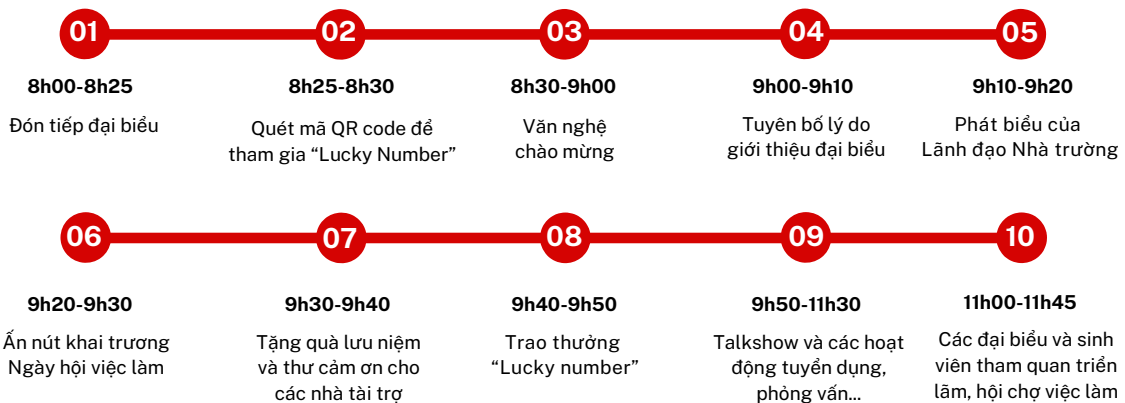 01
02
03
04
05
8h00-8h25
8h25-8h30
8h30-9h00
9h00-9h10
9h10-9h20
Đón tiếp đại biểu
Quét mã QR code để
tham gia “Lucky Number”
Văn nghệ
chào mừng
Tuyên bố lý do
giới thiệu đại biểu
Phát biểu của
Lãnh đạo Nhà trường
06
07
08
09
10
9h20-9h30
9h30-9h40
9h40-9h50
9h50-11h30
11h00-11h45
Ấn nút khai trương
Ngày hội việc làm
Tặng quà lưu niệm
và thư cảm ơn cho
các nhà tài trợ
Trao thưởng
“Lucky number”
Talkshow và các hoạt
động tuyển dụng,
phỏng vấn...
Các đại biểu và sinh
viên tham quan triển
lãm, hội chợ việc làm